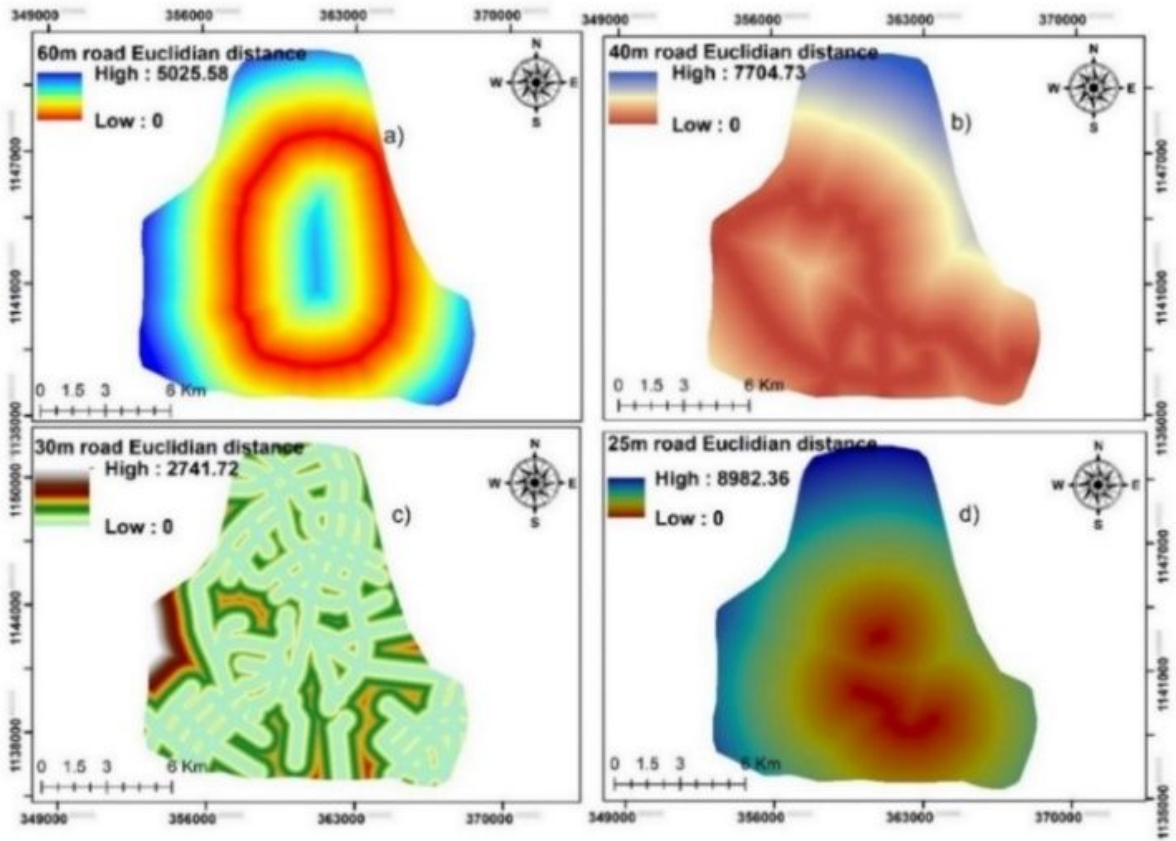 349000 356000 363000 370000
349000 356000 363000 370000
60m road Euclidian distance
High : 5025.58
Low : 0
a)
N
W E
S
1147000
1141000
1135000
0 1.5 3 6 Km
40m road Euclidian distance
High : 7704.73
Low : 0
b)
N
W E
S
1147000
1141000
1135000
0 1.5 3 6 Km
30m road Euclidian distance
High : 2741.72
Low : 0
c)
N
W E
S
1150000
1144000
1138000
0 1.5 3 6 Km
25m road Euclidian distance
High : 8982.36
Low : 0
d)
N
W E
S
1147000
1141000
1135000
0 1.5 3 6 Km
349000 356000 363000 370000
349000 356000 363000 370000